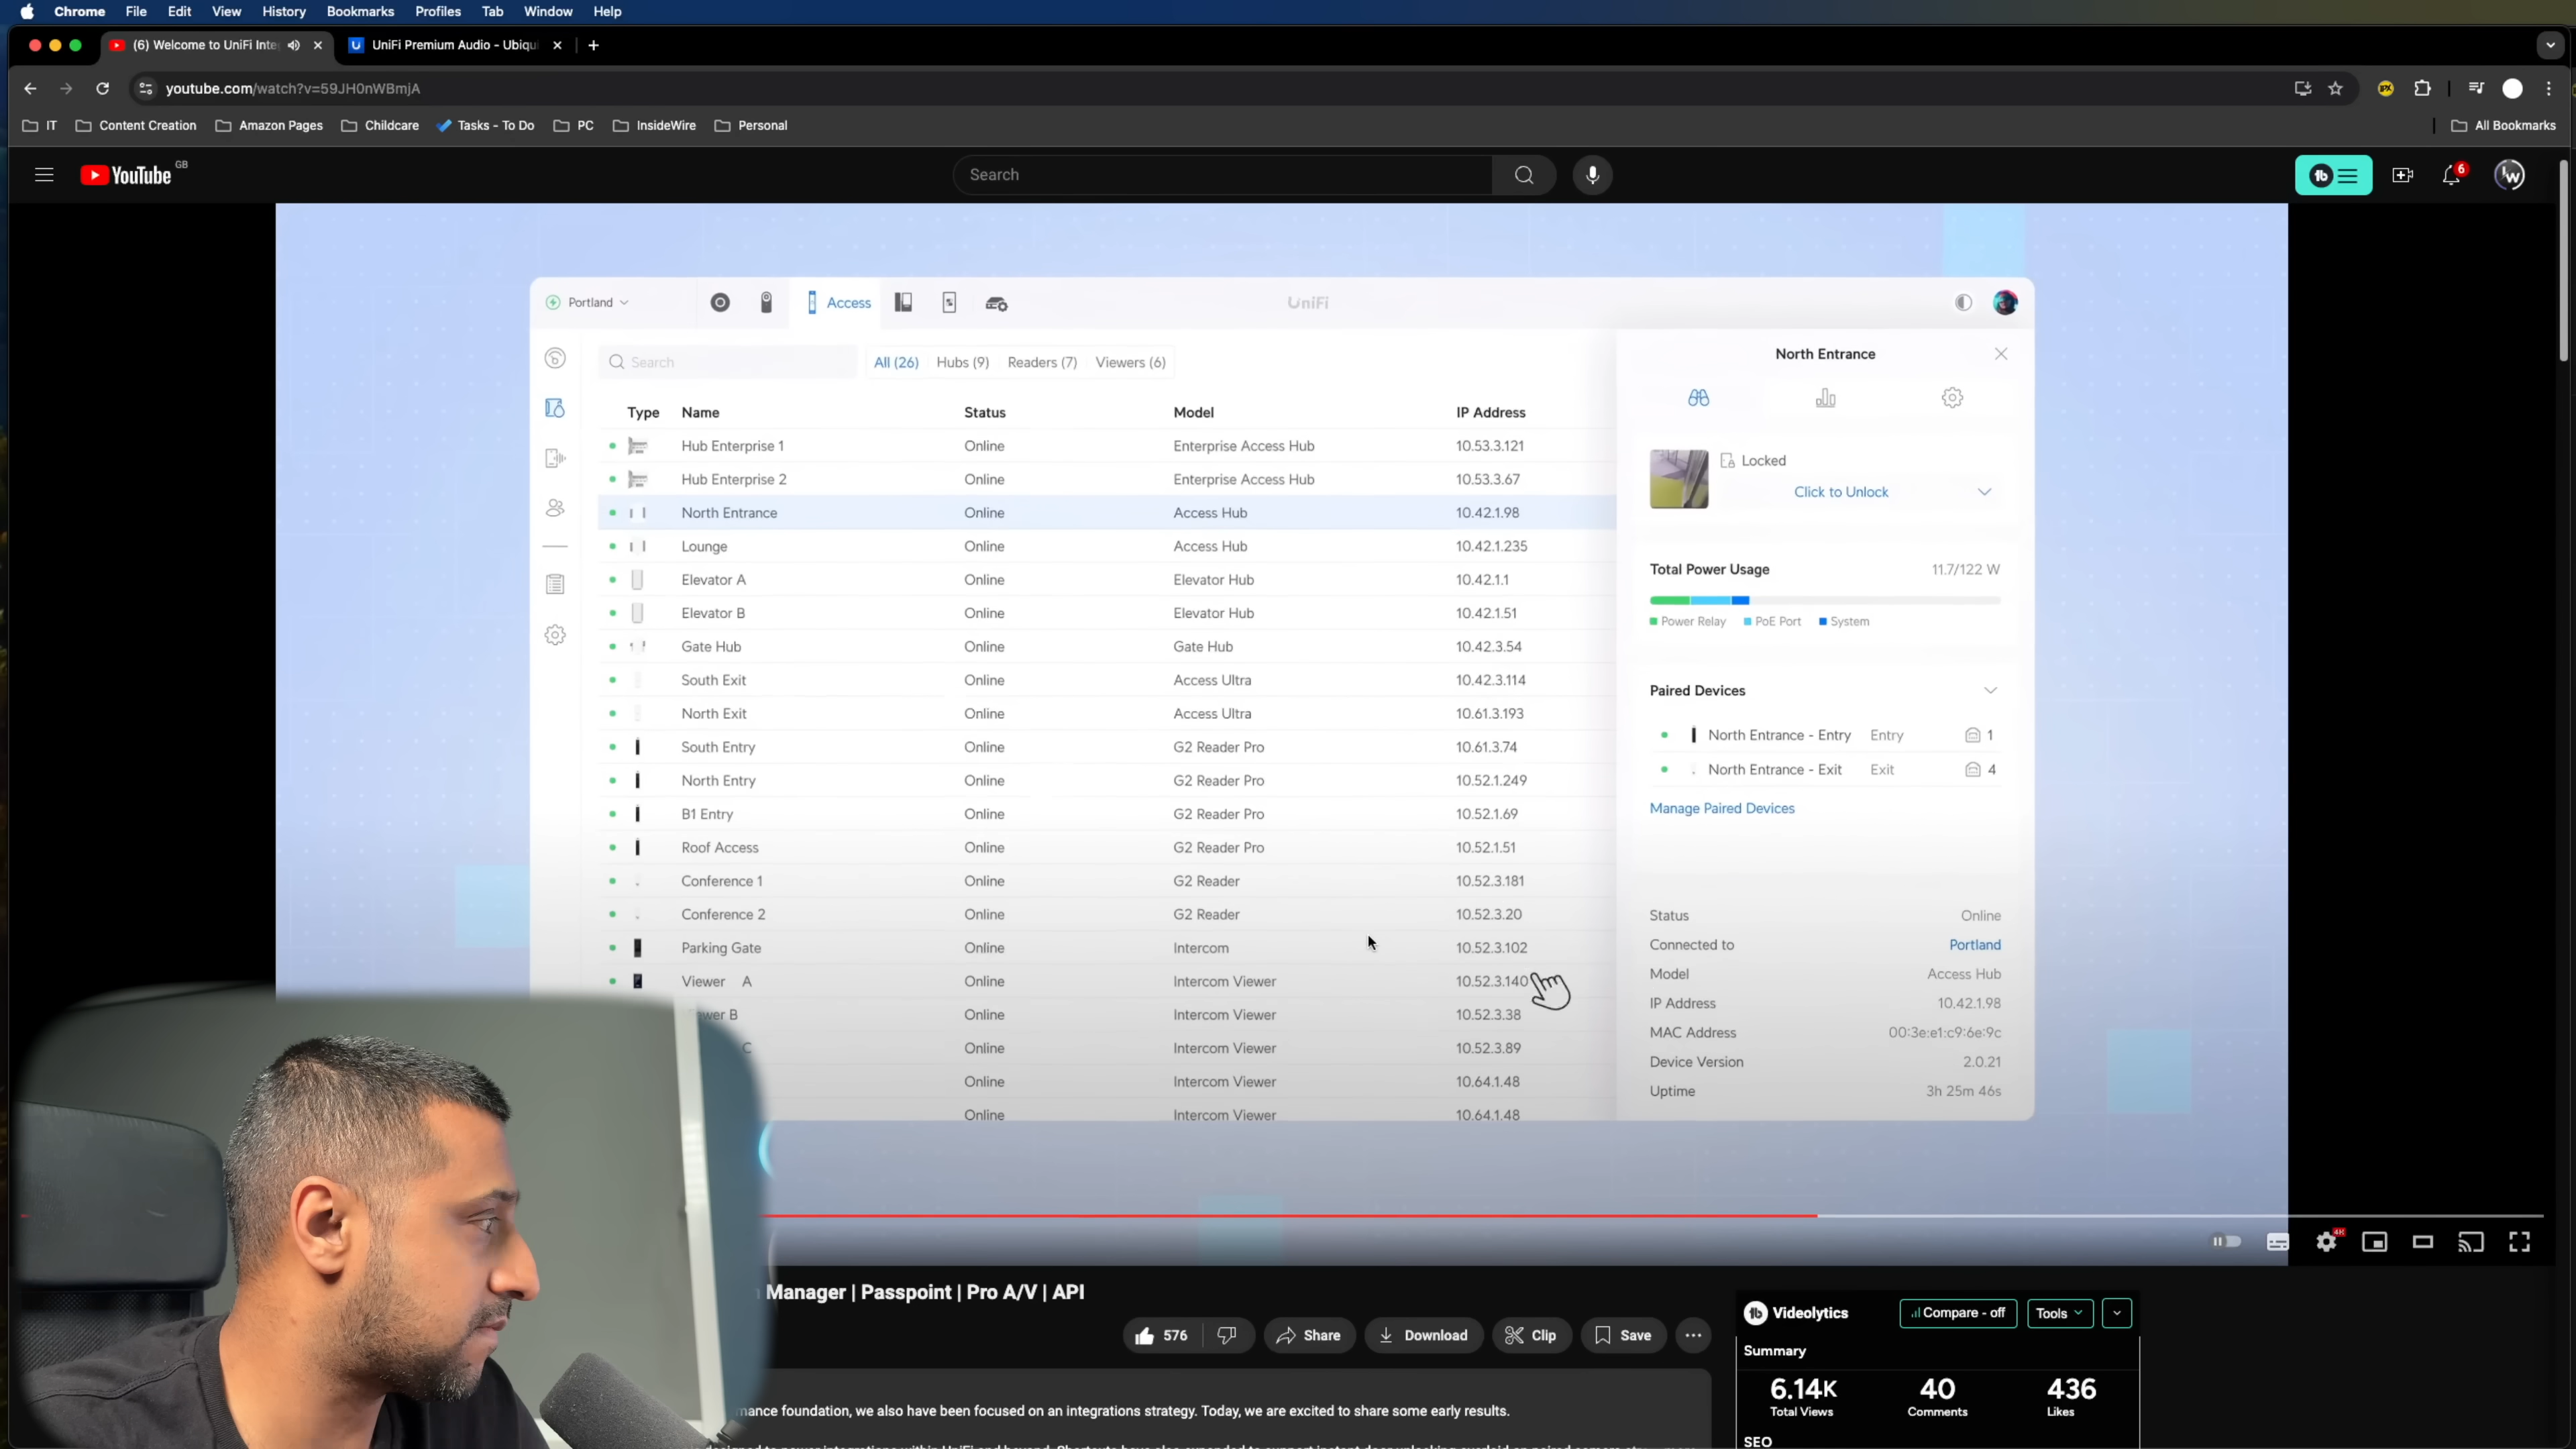 Chrome File Edit View History Bookmarks Profiles Tab Window Help
(6) Welcome to UniFi Inte
UniFi Premium Audio - Ubiqui
youtube.com/watch?v=59JH0nWBmjA
IT Content Creation Amazon Pages Childcare Tasks - To Do PC InsideWire Personal
All Bookmarks
YouTube GB
Search
6
Portland
Access
UniFi
Search
All (26) Hubs (9) Readers (7) Viewers (6)
Type Name Status Model IP Address
Hub Enterprise 1 Online Enterprise Access Hub 10.53.3.121
Hub Enterprise 2 Online Enterprise Access Hub 10.53.3.67
North Entrance Online Access Hub 10.42.1.98
Lounge Online Access Hub 10.42.1.235
Elevator A Online Elevator Hub 10.42.1.1
Elevator B Online Elevator Hub 10.42.1.51
Gate Hub Online Gate Hub 10.42.3.54
South Exit Online Access Ultra 10.42.3.114
North Exit Online Access Ultra 10.61.3.193
South Entry Online G2 Reader Pro 10.61.3.74
North Entry Online G2 Reader Pro 10.52.1.249
B1 Entry Online G2 Reader Pro 10.52.1.69
Roof Access Online G2 Reader Pro 10.52.1.51
Conference 1 Online G2 Reader 10.52.3.181
Conference 2 Online G2 Reader 10.52.3.20
Parking Gate Online Intercom 10.52.3.102
Viewer A Online Intercom Viewer 10.52.3.140
B Online Intercom Viewer 10.52.3.38
C Online Intercom Viewer 10.52.3.89
Online Intercom Viewer 10.64.1.48
Online Intercom Viewer 10.64.1.48
North Entrance
Locked
Click to Unlock
Total Power Usage 11.7/122 W
Power Relay PoE Port System
Paired Devices
North Entrance - Entry Entry 1
North Entrance - Exit Exit 4
Manage Paired Devices
Status Online
Connected to Portland
Model Access Hub
IP Address 10.42.1.98
MAC Address 00:3e:e1:c9:6e:9c
Device Version 2.0.21
Uptime 3h 25m 46s
4K
Manager | Passpoint | Pro A/V | API
576 Share Download Clip Save
mance foundation, we also have been focused on an integrations strategy. Today, we are excited to share some early results.
Videolytics Compare - off Tools
Summary
6.14K 40 436
Total Views Comments Likes
SEO